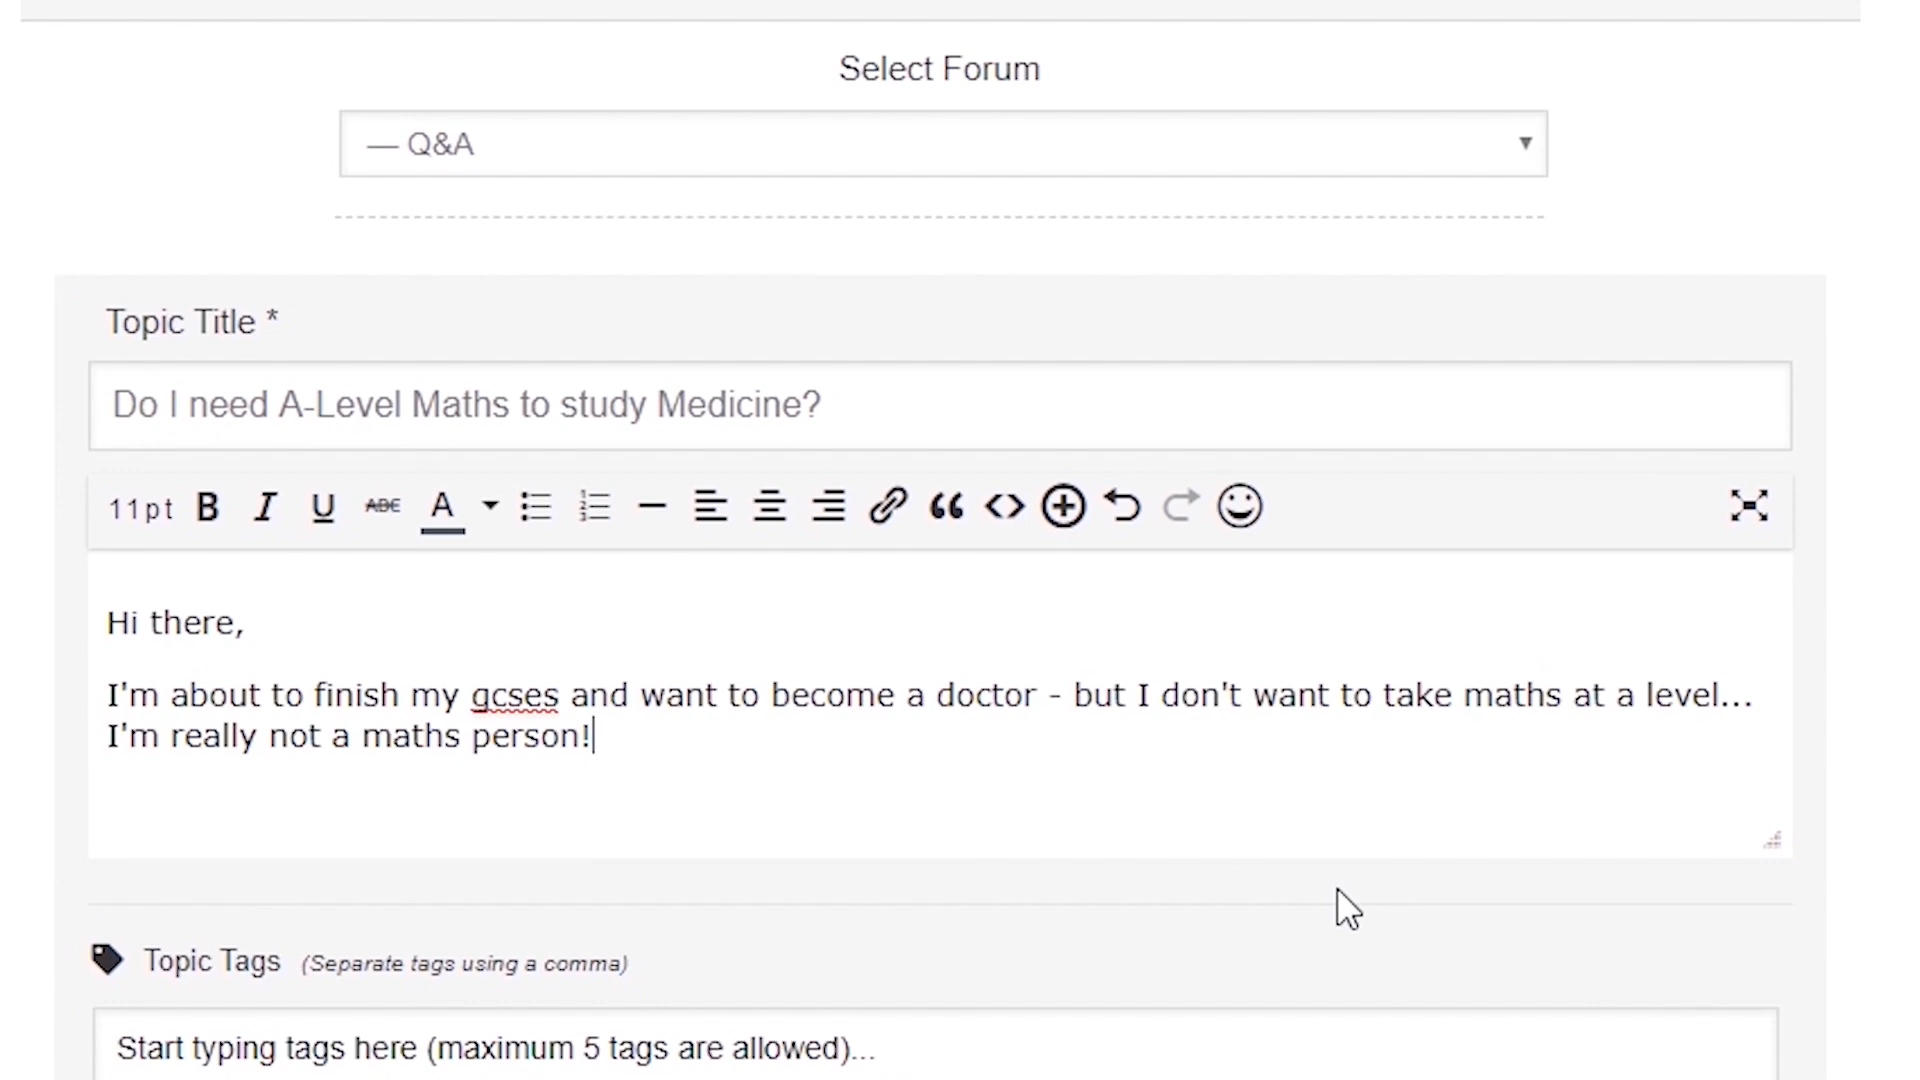 Select Forum
— Q&A
Topic Title *
Do I need A-Level Maths to study Medicine?
11pt B I U ABC A
Hi there,
I'm about to finish my gcses and want to become a doctor - but I don't want to take maths at a level...
I'm really not a maths person!
Topic Tags (Separate tags using a comma)
Start typing tags here (maximum 5 tags are allowed)...